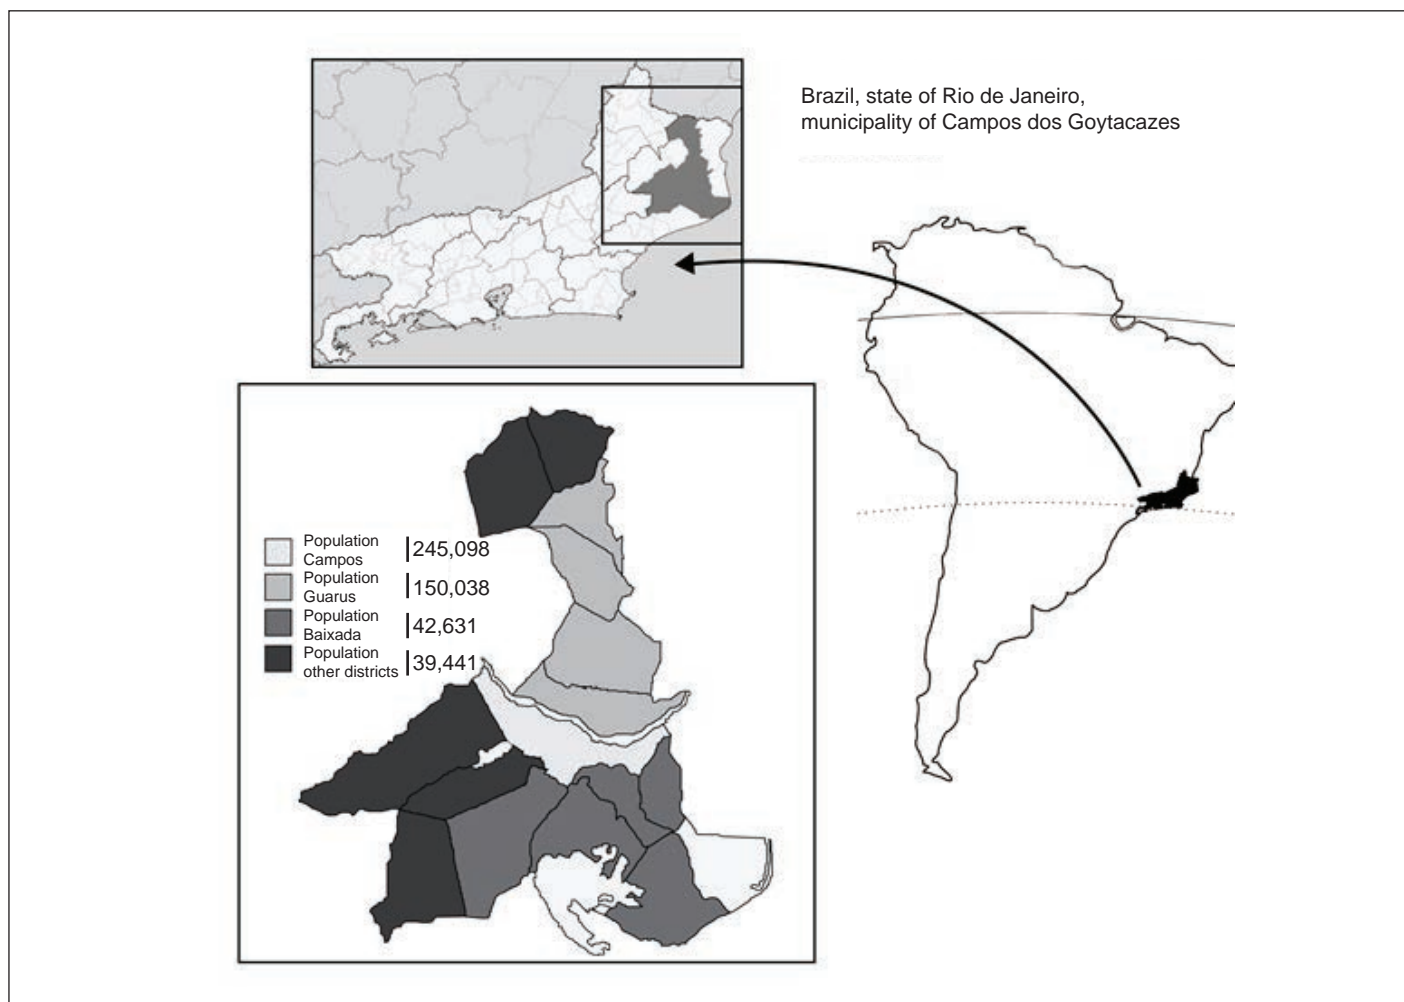 Brazil, state of Rio de Janeiro,
municipality of Campos dos Goytacazes
Population
Campos
245,098
Population
Guarus
150,038
Population
Baixada
42,631
Population
other districts
39,441